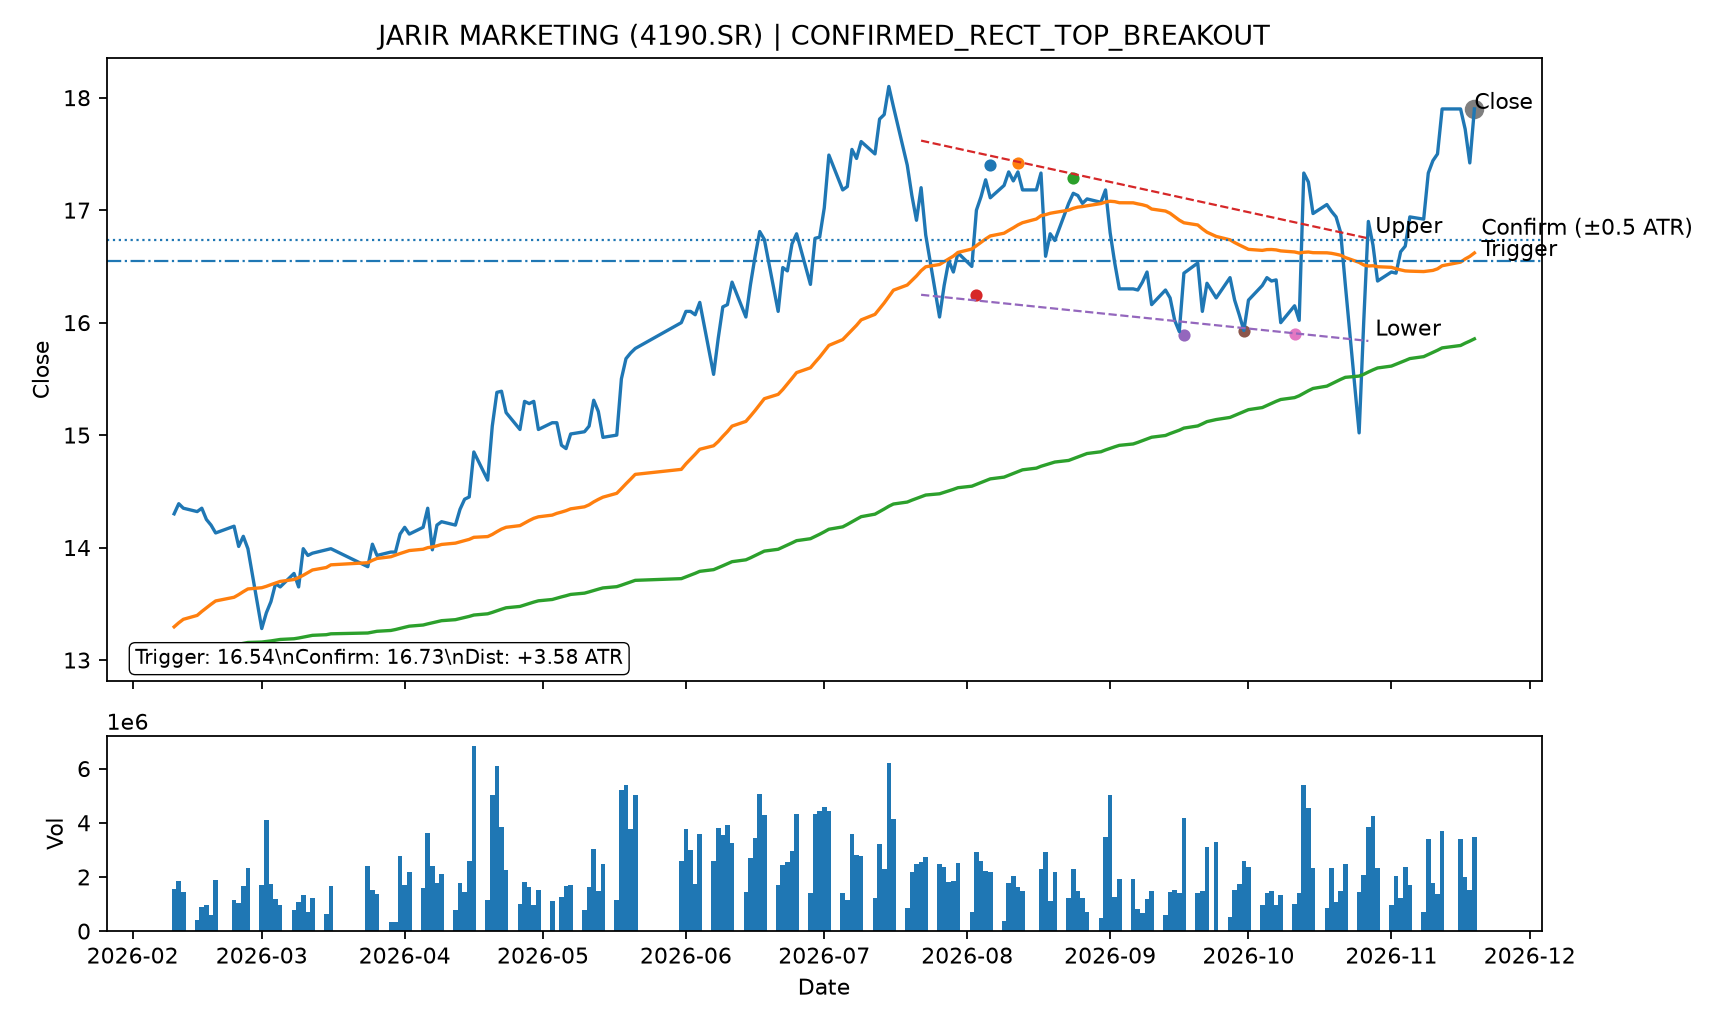 JARIR MARKETING (4190.SR) | CONFIRMED_RECT_TOP_BREAKOUT
Close
18
17
16
15
14
13
Close
Upper
Confirm (±0.5 ATR)
Trigger
Lower
Trigger: 16.54\nConfirm: 16.73\nDist: +3.58 ATR
1e6
Vol
6
4
2
0
2026-02 2026-03 2026-04 2026-05 2026-06 2026-07 2026-08 2026-09 2026-10 2026-11 2026-12
Date